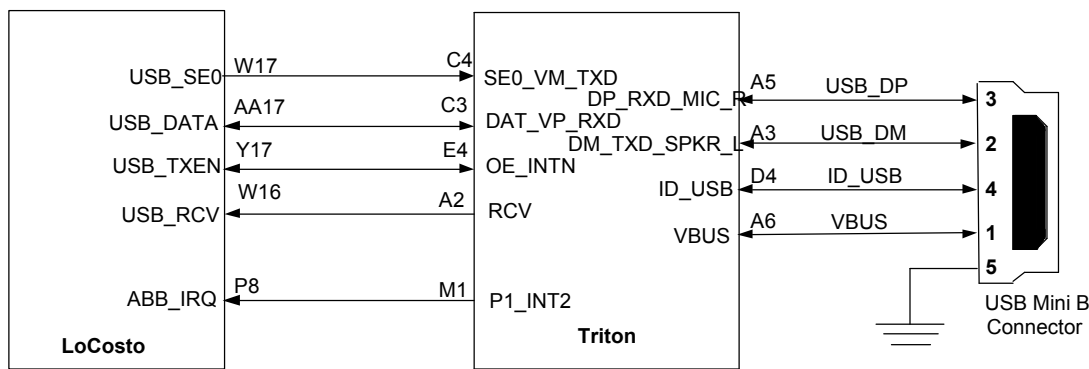 USB_SE0 W17 C4 SE0_VM_TXD
USB_DATA AA17 C3 DAT_VP_RXD
USB_TXEN Y17 E4 OE_INTN
USB_RCV W16 A2 RCV
ABB_IRQ P8 M1 P1_INT2
LoCosto
Triton
DP_RXD_MIC_R A5 USB_DP 3
DM_TXD_SPKR_L A3 USB_DM 2
ID_USB D4 ID_USB 4
VBUS A6 VBUS 1
5
USB Mini B
Connector